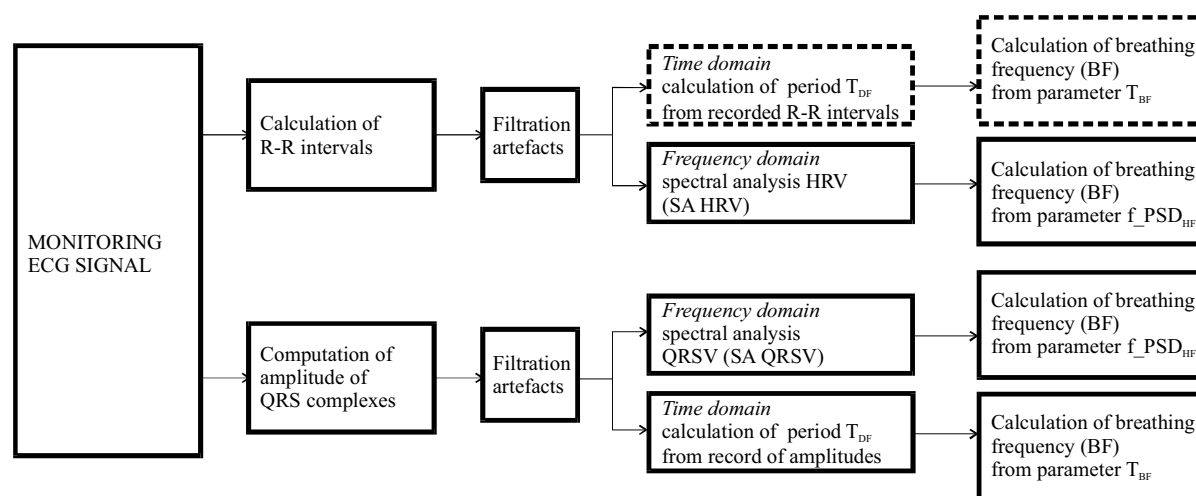 MONITORING
ECG SIGNAL
Calculation of
R-R intervals
Filtration
artefacts
Time domain
calculation of period T_DF
from recorded R-R intervals
Calculation of breathing
frequency (BF)
from parameter T_BF
Frequency domain
spectral analysis HRV
(SA HRV)
Calculation of breathing
frequency (BF)
from parameter f_PSD_HF
Computation of
amplitude of
QRS complexes
Filtration
artefacts
Frequency domain
spectral analysis
QRSV (SA QRSV)
Calculation of breathing
frequency (BF)
from parameter f_PSD_HF
Time domain
calculation of period T_DF
from record of amplitudes
Calculation of breathing
frequency (BF)
from parameter T_BF